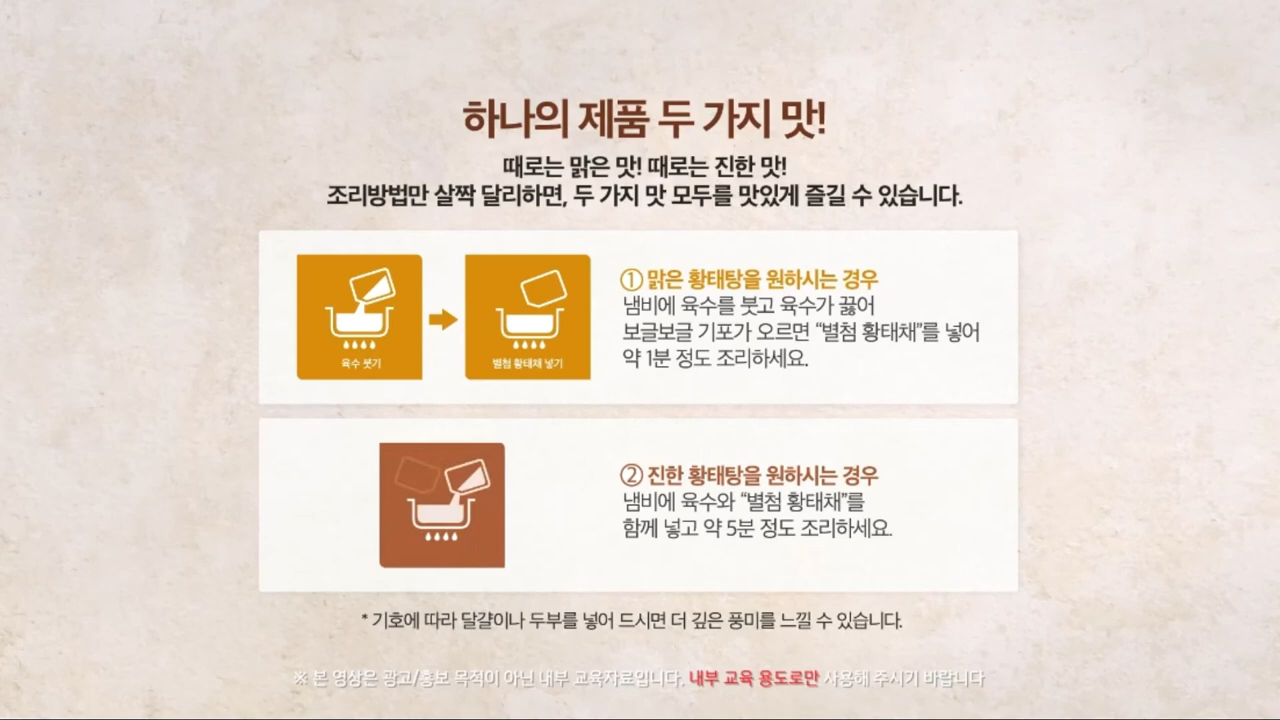 하나의 제품 두 가지 맛!
때로는 맑은 맛! 때로는 진한 맛!
조리방법만 살짝 달리하면, 두 가지 맛 모두를 맛있게 즐길 수 있습니다.
육수 붓기
별첨 황태채 넣기
① 맑은 황태탕을 원하시는 경우
냄비에 육수를 붓고 육수가 끓어
보글보글 기포가 오르면 “별첨 황태채”를 넣어
약 1분 정도 조리하세요.
② 진한 황태탕을 원하시는 경우
냄비에 육수와 “별첨 황태채”를
함께 넣고 약 5분 정도 조리하세요.
* 기호에 따라 달걀이나 두부를 넣어 드시면 더 깊은 풍미를 느낄 수 있습니다.
※ 본 영상은 광고/홍보 목적이 아닌 내부 교육자료입니다. 내부 교육 용도로만 사용해 주시기 바랍니다